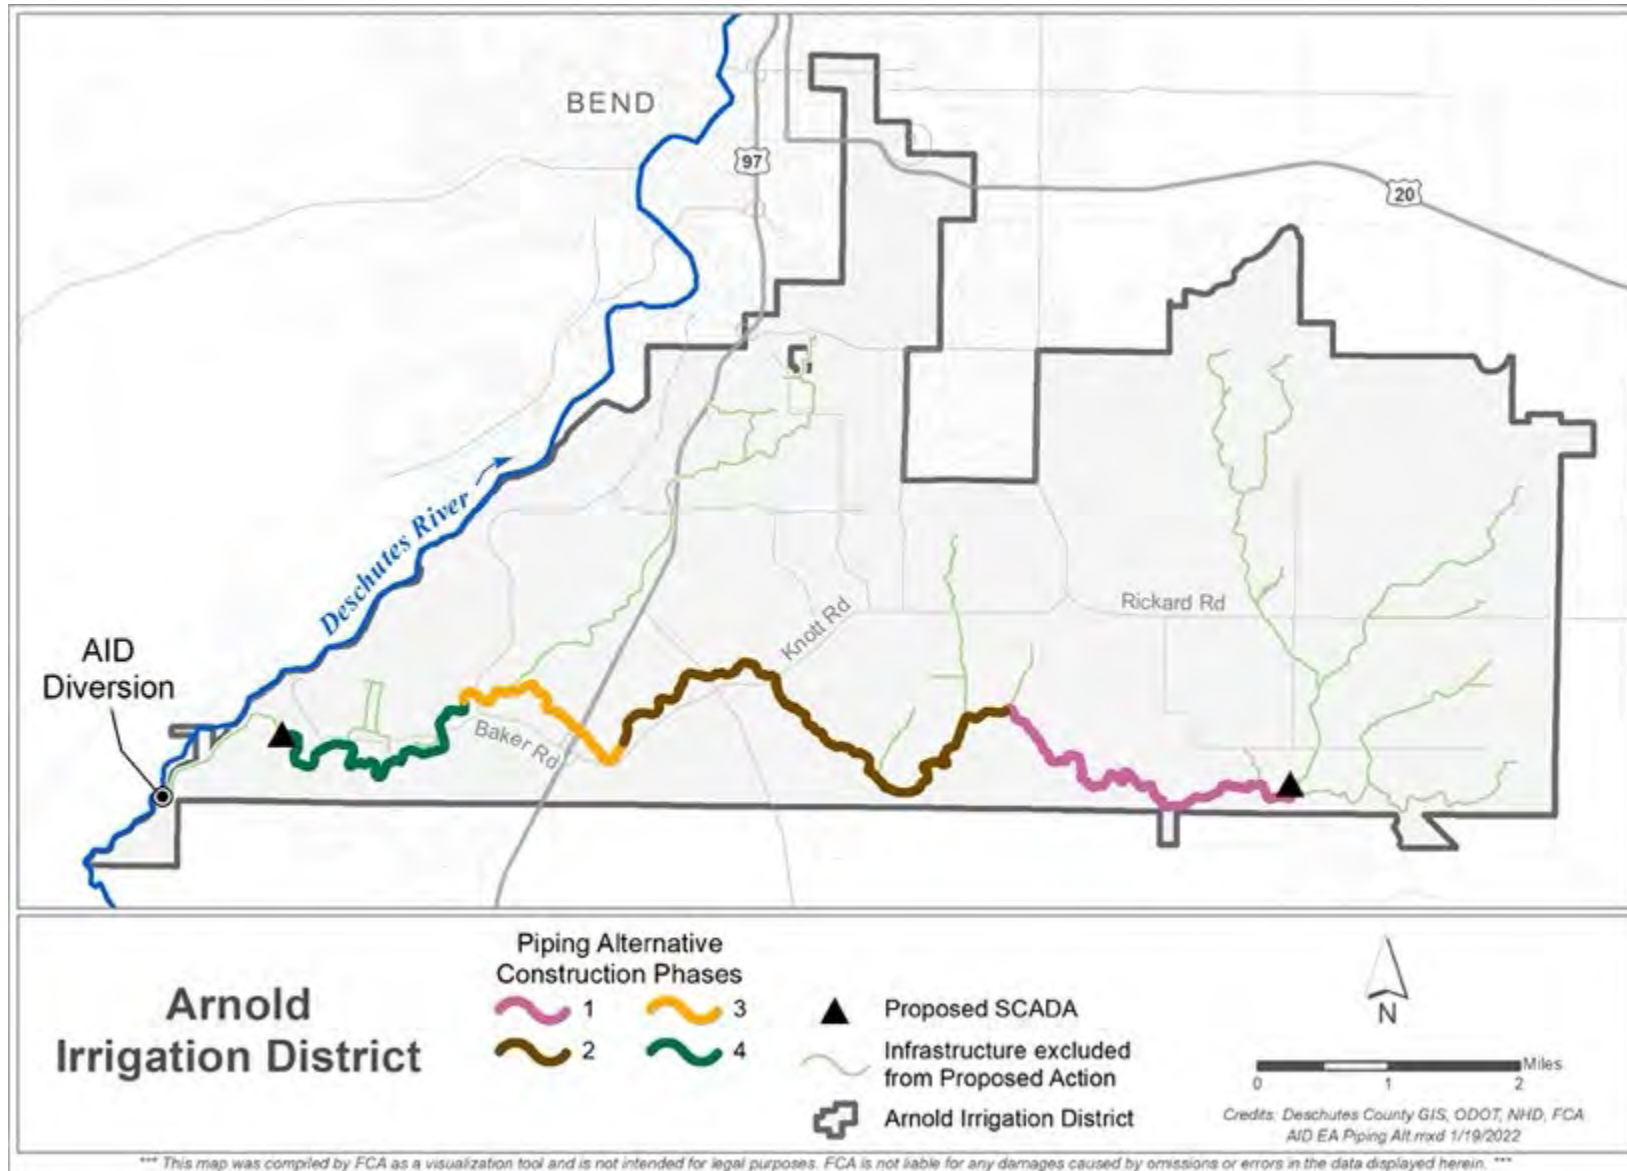 BEND
97
20
Deschutes River
Knott Rd
Rickard Rd
AID
Diversion
Baker Rd
Arnold
Irrigation District
Piping Alternative
Construction Phases
1
3
2
4
Proposed SCADA
Infrastructure excluded
from Proposed Action
Arnold Irrigation District
N
Miles
0 1 2
Credits: Deschutes County GIS, ODOT, NHD, FCA
AID EA Piping Alt.mxd 1/19/2022
*** This map was compiled by FCA as a visualization tool and is not intended for legal purposes. FCA is not liable for any damages caused by omissions or errors in the data displayed herein. ***